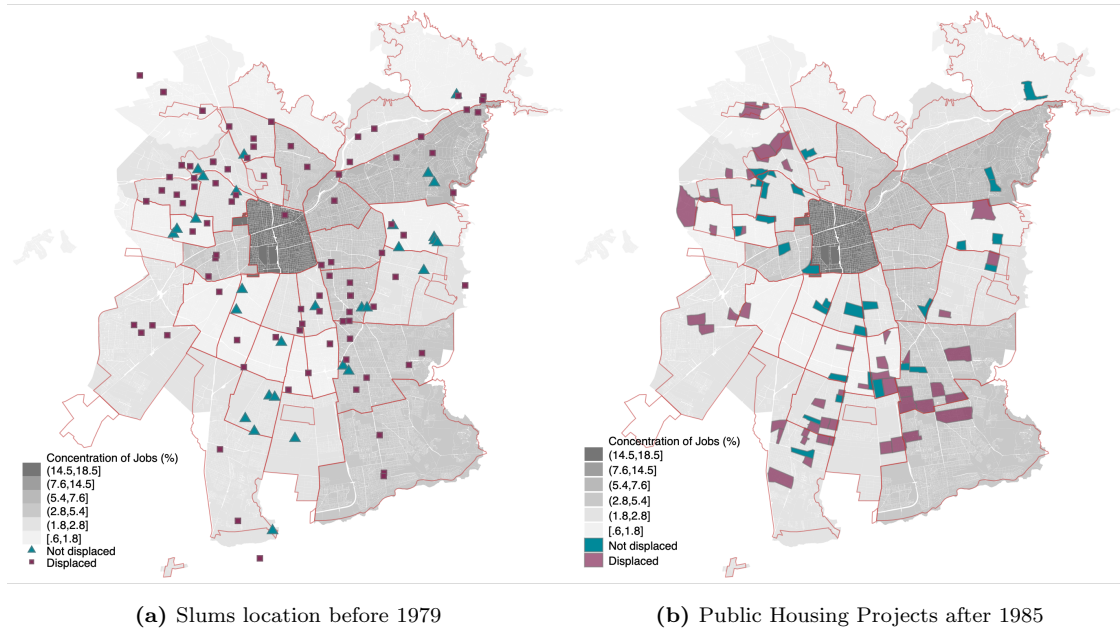 Concentration of Jobs (%)
(14.5,18.5]
(7.6,14.5]
(5.4,7.6]
(2.8,5.4]
(1.8,2.8]
[.6,1.8]
Not displaced
Displaced
(a) Slums location before 1979
Concentration of Jobs (%)
(14.5,18.5]
(7.6,14.5]
(5.4,7.6]
(2.8,5.4]
(1.8,2.8]
[.6,1.8]
Not displaced
Displaced
(b) Public Housing Projects after 1985